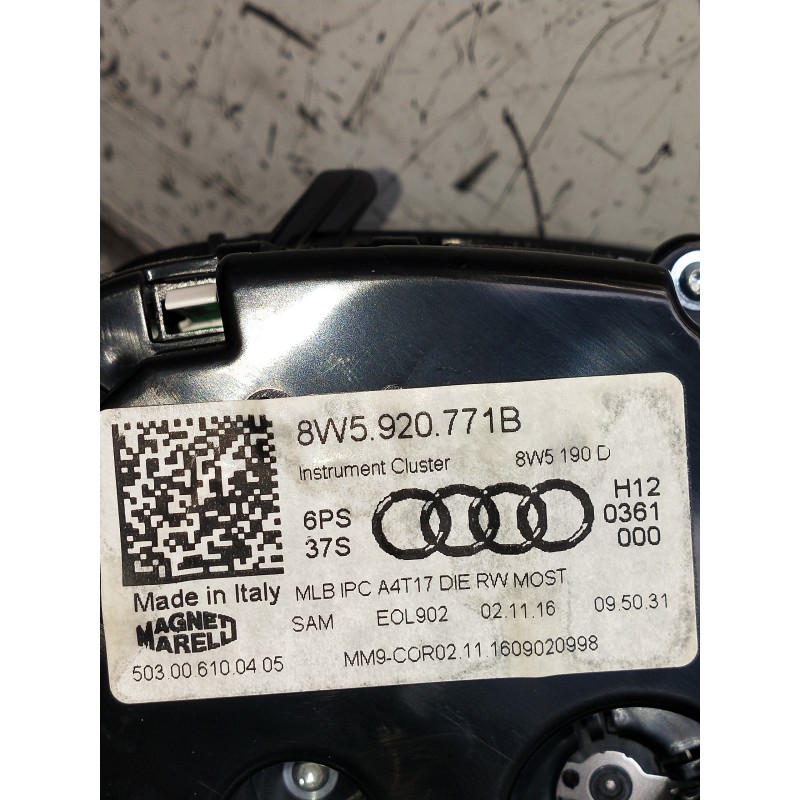 8W5.920.771B
Instrument Cluster 8W5 190 D
6PS H12
37S 0361
000
Made in Italy MLB IPC A4T17 DIE RW MOST
MAGNETI MARELLI SAM EOL902 02.11.16 09.50.31
503.00.610.04.05 MM9-COR02.11.1609020998